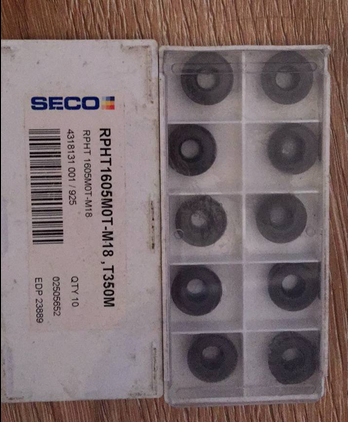 SECO
RPHT1605M0T-M18 ,T350M
RPHT 1605M0T-M18
4318131 001 / 925
QTY 10
02505652
EDP 23889